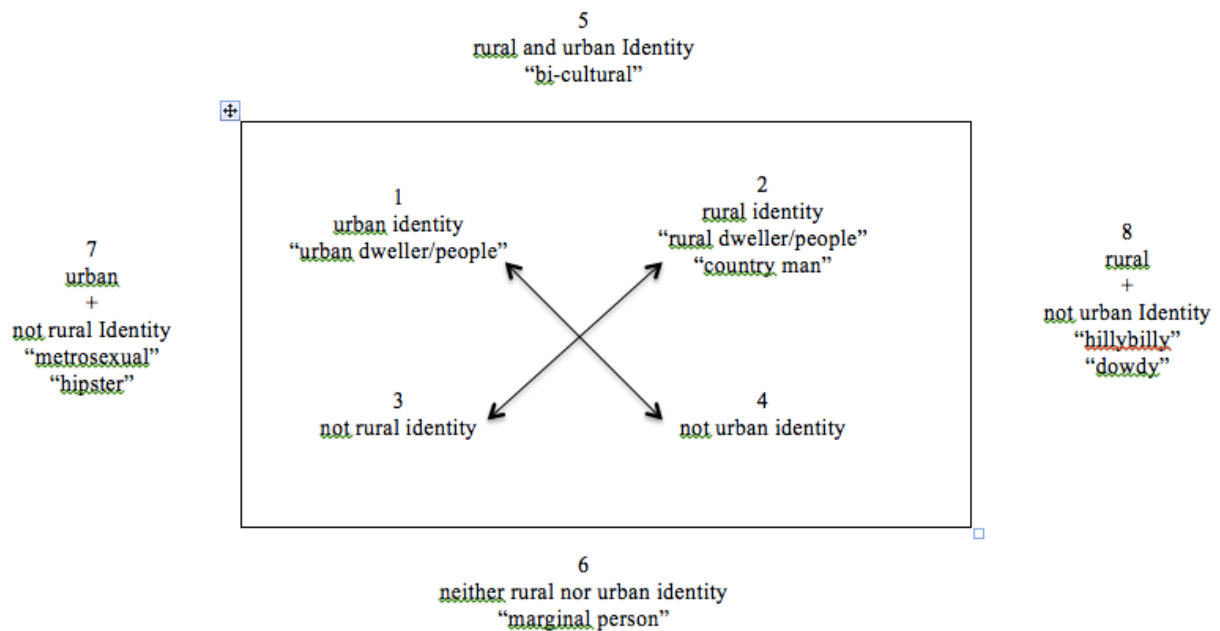 5
rural and urban Identity
“bi-cultural”
1
urban identity
“urban dweller/people”
2
rural identity
“rural dweller/people”
“country man”
7
urban
+
not rural Identity
“metrosexual”
“hipster”
8
rural
+
not urban Identity
“hillybilly”
“dowdy”
3
not rural identity
4
not urban identity
6
neither rural nor urban identity
“marginal person”